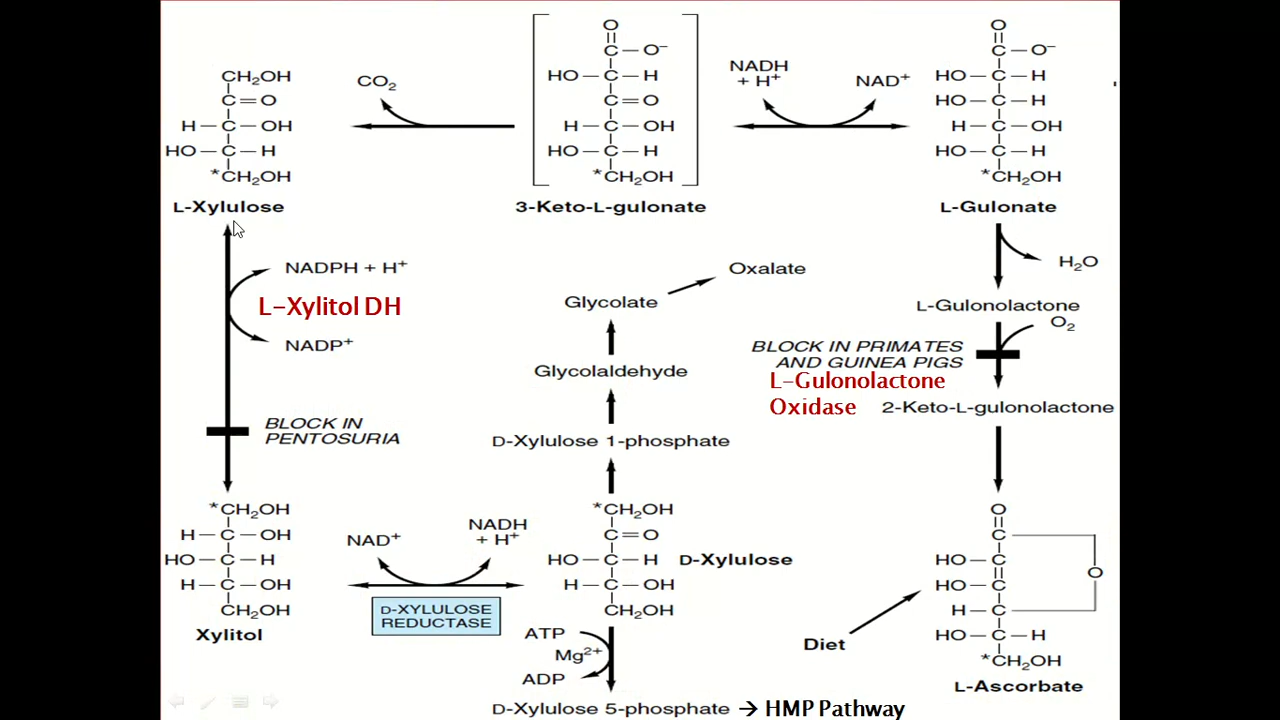 O
||
C — O⁻
HO — C — H
C = O
H — C — OH
HO — C — H
*CH₂OH
3-Keto-L-gulonate
CH₂OH
C = O
H — C — OH
HO — C — H
*CH₂OH
L-Xylulose
CO₂
NADH
+ H⁺
NAD⁺
O
||
C — O⁻
HO — C — H
HO — C — H
H — C — OH
HO — C — H
*CH₂OH
L-Gulonate
H₂O
L-Gulonolactone
O₂
BLOCK IN PRIMATES
AND GUINEA PIGS
L-Gulonolactone
Oxidase
2-Keto-L-gulonolactone
O
||
C
HO — C
||
HO — C
H — C
O
HO — C — H
*CH₂OH
L-Ascorbate
Diet
NADPH + H⁺
L-Xylitol DH
NADP⁺
BLOCK IN
PENTOSURIA
*CH₂OH
H — C — OH
HO — C — H
H — C — OH
CH₂OH
Xylitol
NAD⁺
NADH
+ H⁺
D-XYLULOSE
REDUCTASE
Oxalate
Glycolate
Glycolaldehyde
D-Xylulose 1-phosphate
*CH₂OH
C = O
HO — C — H
H — C — OH
CH₂OH
D-Xylulose
ATP
Mg²⁺
ADP
D-Xylulose 5-phosphate → HMP Pathway